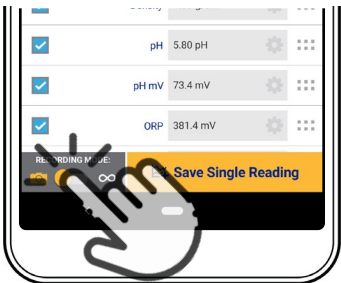 pH 5.80 pH
pH mV 73.4 mV
ORP 381.4 mV
RECORDING MODE:
Save Single Reading